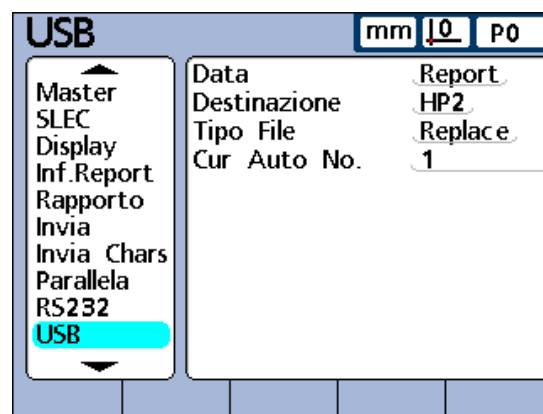 USB
mm 0 P0
Master
SLEC
Display
Inf.Report
Rapporto
Invia
Invia Chars
Parallela
RS232
USB
Data Report
Destinazione HP2
Tipo File Replace
Cur Auto No. 1